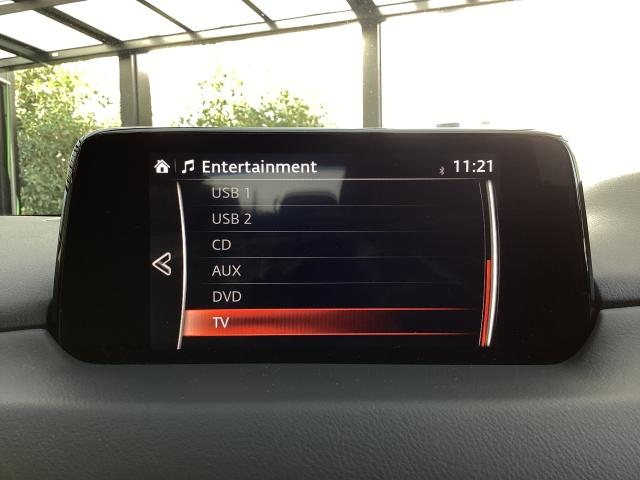 Entertainment
11:21
USB 1
USB 2
CD
AUX
DVD
TV